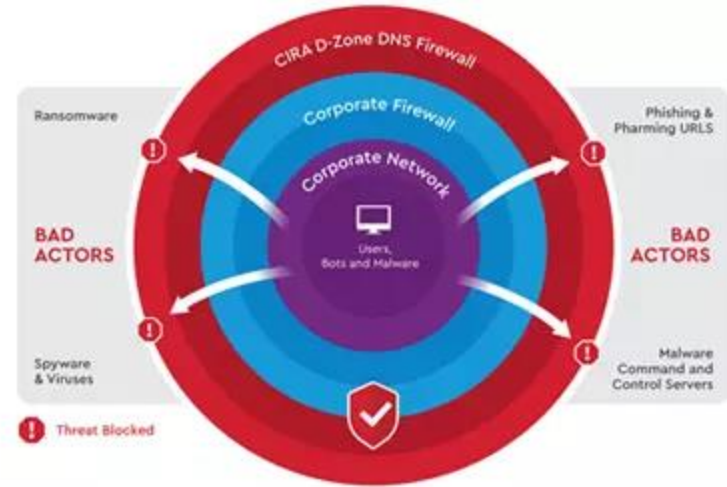 CIRA D-Zone DNS Firewall
Corporate Firewall
Corporate Network
Users,
Bots and Malware
Ransomware
BAD
ACTORS
Spyware
& Viruses
Phishing &
Pharming URLS
BAD
ACTORS
Malware
Command and
Control Servers
! Threat Blocked